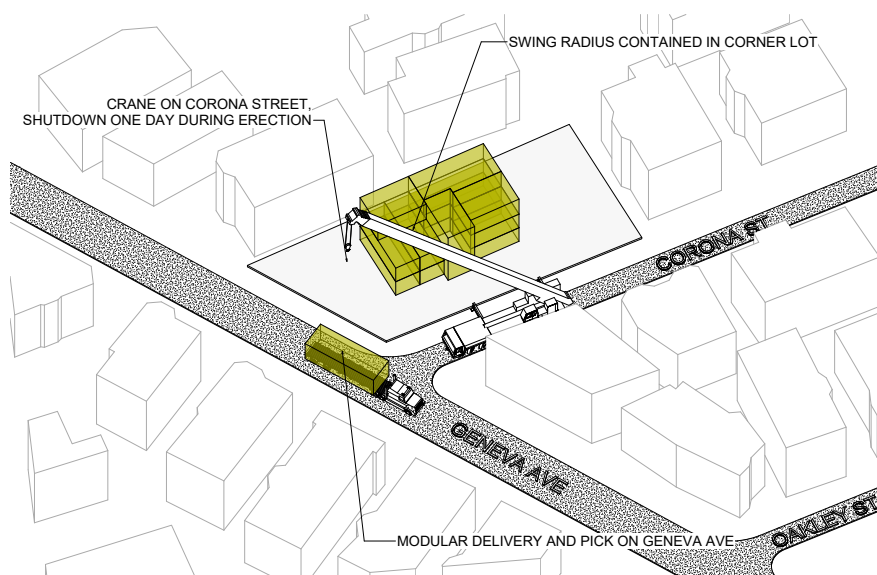 SWING RADIUS CONTAINED IN CORNER LOT
CRANE ON CORONA STREET,
SHUTDOWN ONE DAY DURING ERECTION
CORONA ST
GENEVA AVE
MODULAR DELIVERY AND PICK ON GENEVA AVE
OAKLEY ST